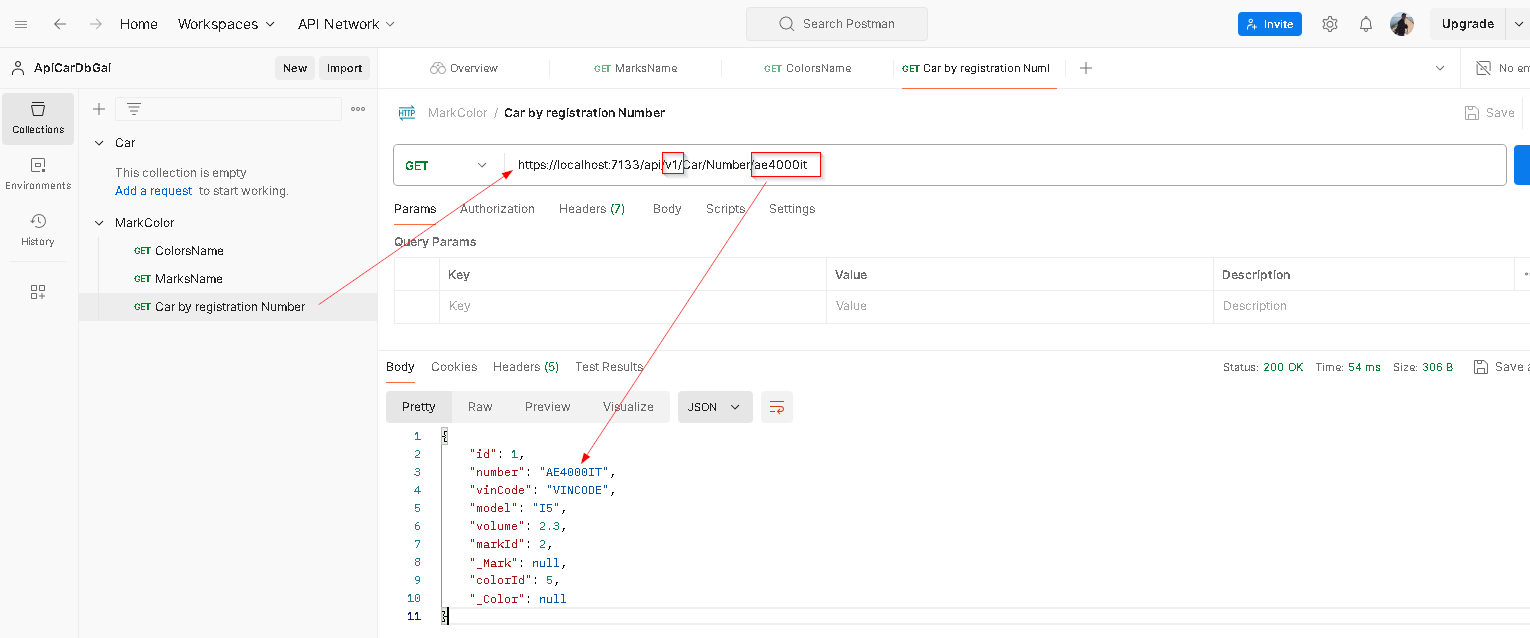 Home Workspaces API Network Search Postman Invite Upgrade
ApiCarDbGai New Import Overview GET MarksName GET ColorsName GET Car by registration Numl No en
Collections
Environments
History
Car
This collection is empty
Add a request to start working.
MarkColor
GET ColorsName
GET MarksName
GET Car by registration Number
HTTP MarkColor / Car by registration Number Save
GET https://localhost:7133/api/v1/Car/Number/ae4000it
Params Authorization Headers (7) Body Scripts Settings
Query Params
Key Value Description
Key Value Description
Body Cookies Headers (5) Test Results Status: 200 OK Time: 54 ms Size: 306 B Save a
Pretty Raw Preview Visualize JSON
1 {
2 "id": 1,
3 "number": "AE4000IT",
4 "vinCode": "VINCODE",
5 "model": "I5",
6 "volume": 2.3,
7 "markId": 2,
8 "_Mark": null,
9 "colorId": 5,
10 "_Color": null
11 }